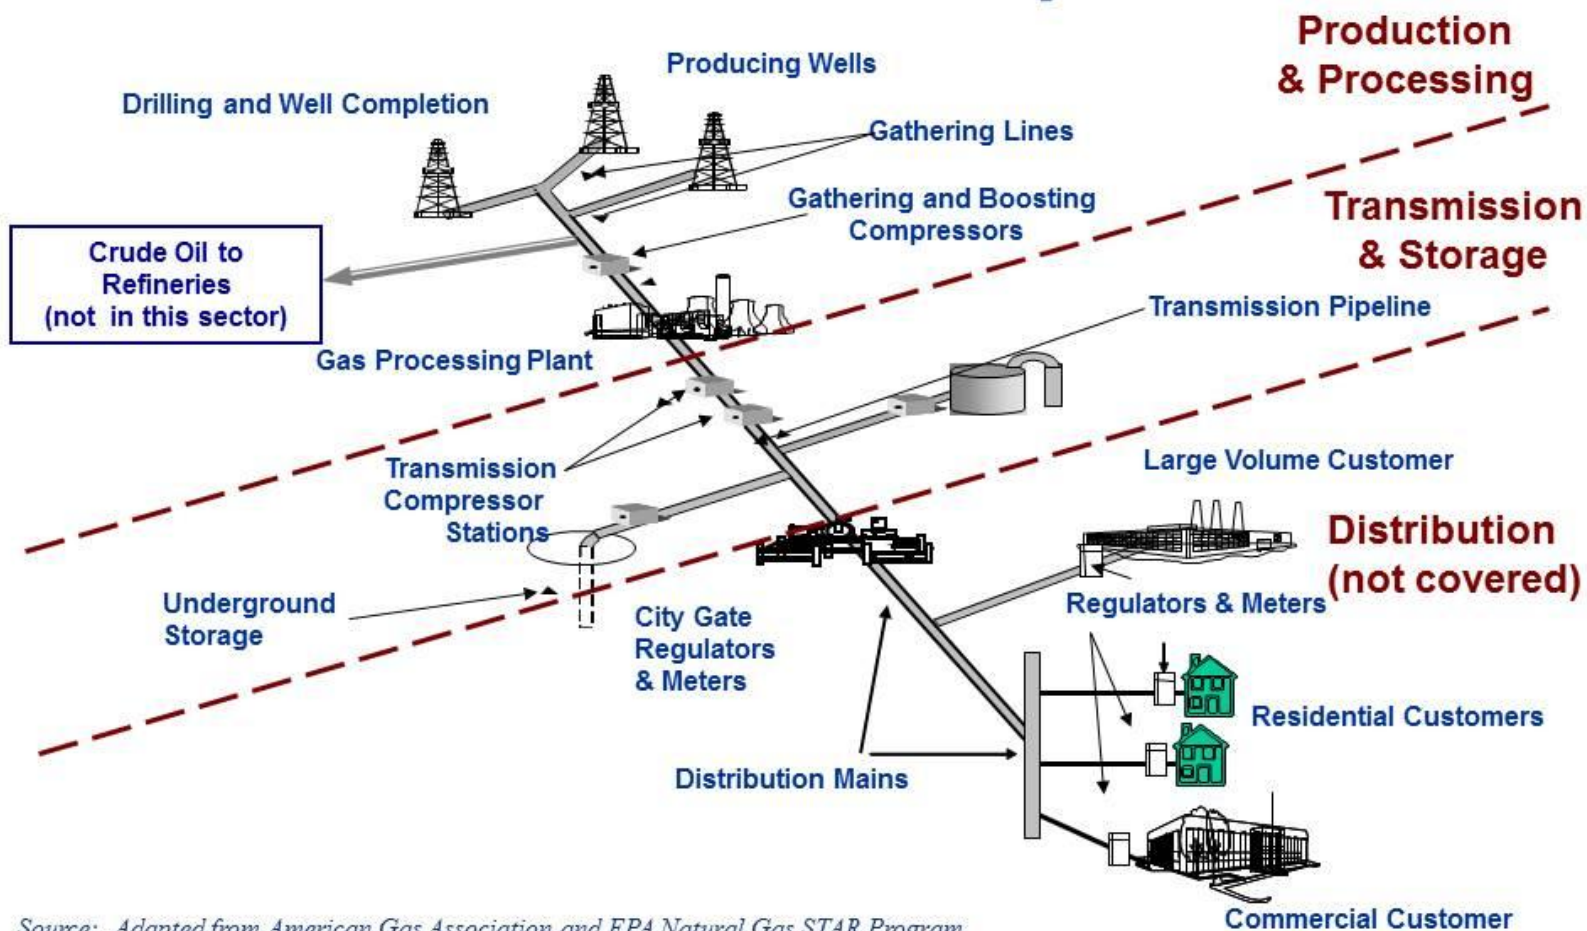 Production
& Processing
Producing Wells
Drilling and Well Completion
Gathering Lines
Gathering and Boosting
Compressors
Transmission
& Storage
Crude Oil to
Refineries
(not in this sector)
Transmission Pipeline
Gas Processing Plant
Transmission
Compressor
Stations
Large Volume Customer
Distribution
(not covered)
Underground
Storage
City Gate
Regulators
& Meters
Regulators & Meters
Residential Customers
Distribution Mains
Commercial Customer
Source: Adapted from American Gas Association and EPA Natural Gas STAR Program